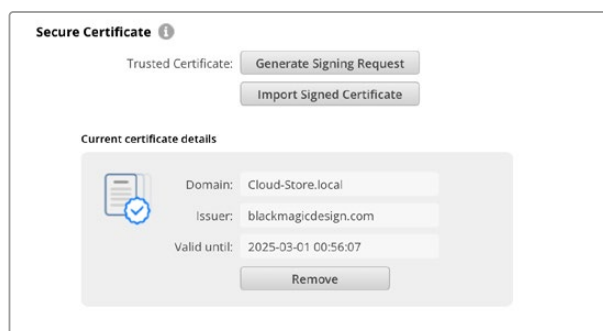 Secure Certificate
Trusted Certificate: Generate Signing Request
Import Signed Certificate
Current certificate details
Domain: Cloud-Store.local
Issuer: blackmagicdesign.com
Valid until: 2025-03-01 00:56:07
Remove